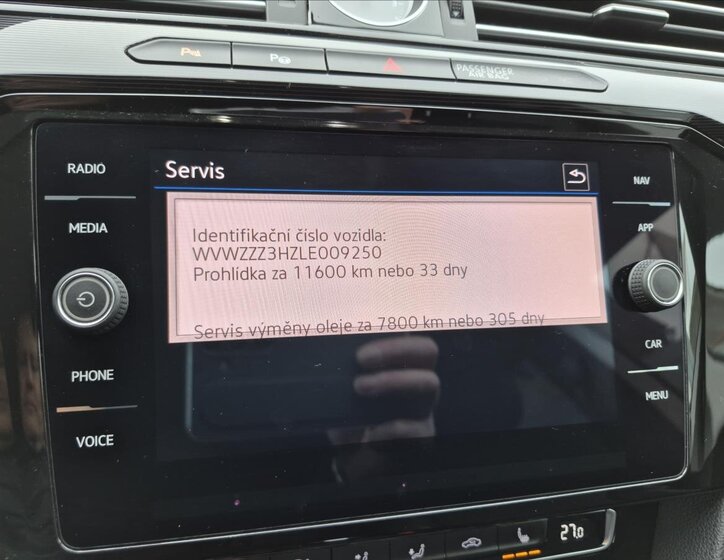 P
P
PASSENGER
AIR BAG
RADIO
Servis
NAV
MEDIA
Identifikační číslo vozidla:
WVWZZZ3HZLE009250
APP
Prohlídka za 11600 km nebo 33 dny
Servis výměny oleje za 7800 km nebo 305 dny
CAR
PHONE
MENU
VOICE
27.0